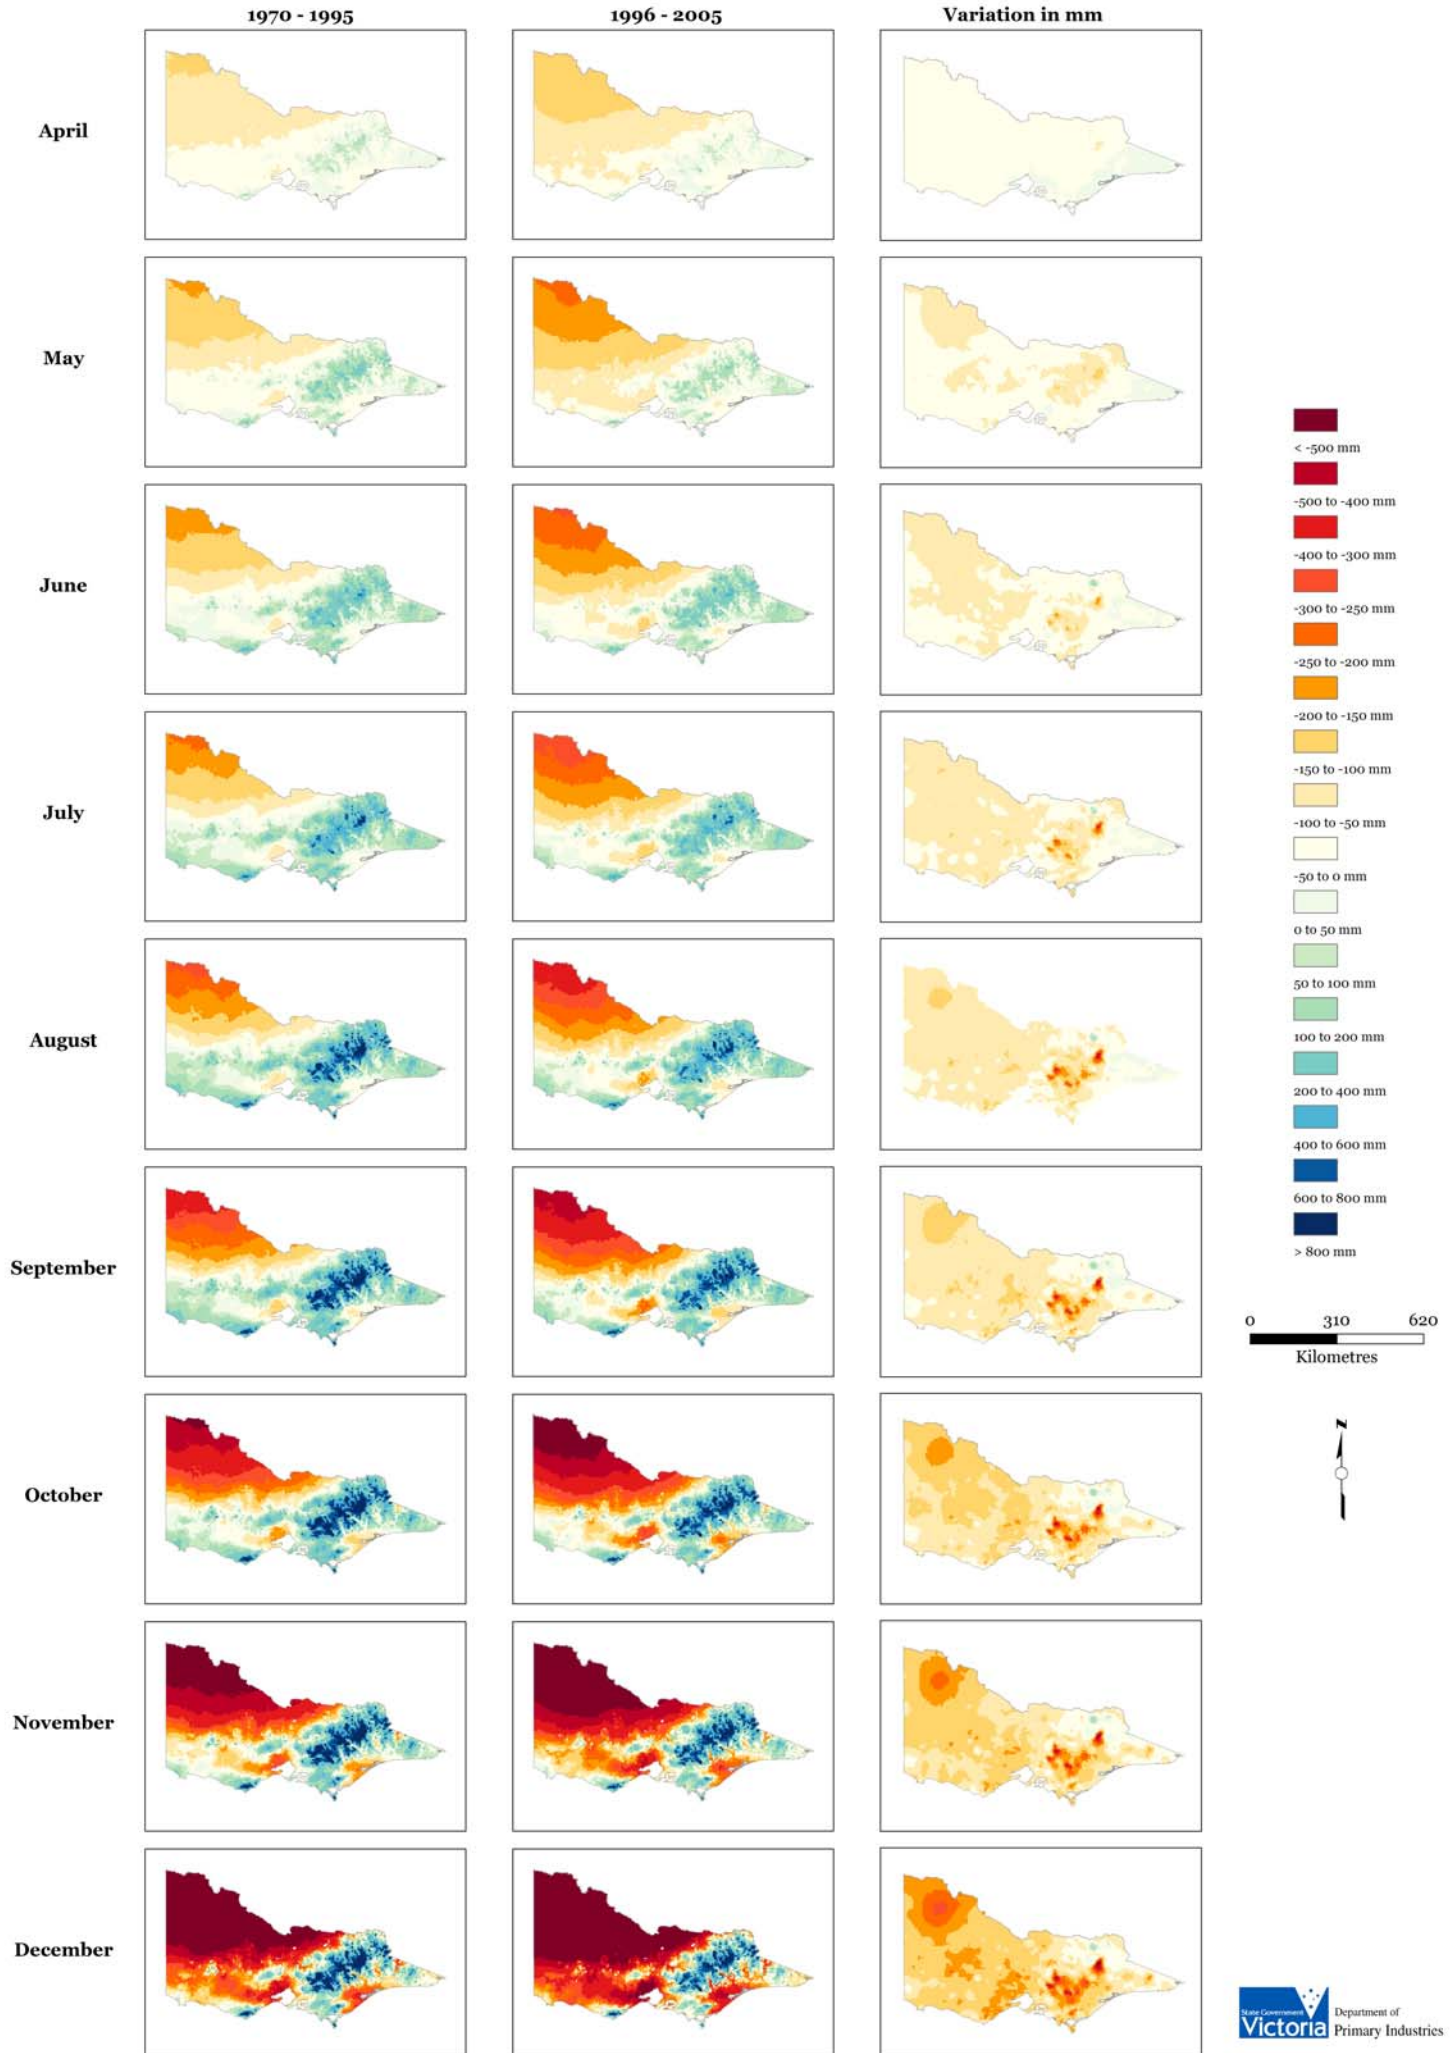 1970 - 1995
1996 - 2005
Variation in mm
April
May
June
July
August
September
October
November
December
< -500 mm
-500 to -400 mm
-400 to -300 mm
-300 to -250 mm
-250 to -200 mm
-200 to -150 mm
-150 to -100 mm
-100 to -50 mm
-50 to 0 mm
0 to 50 mm
50 to 100 mm
100 to 200 mm
200 to 400 mm
400 to 600 mm
600 to 800 mm
> 800 mm
0 310 620
Kilometres
N
State Government
Victoria
Department of
Primary Industries